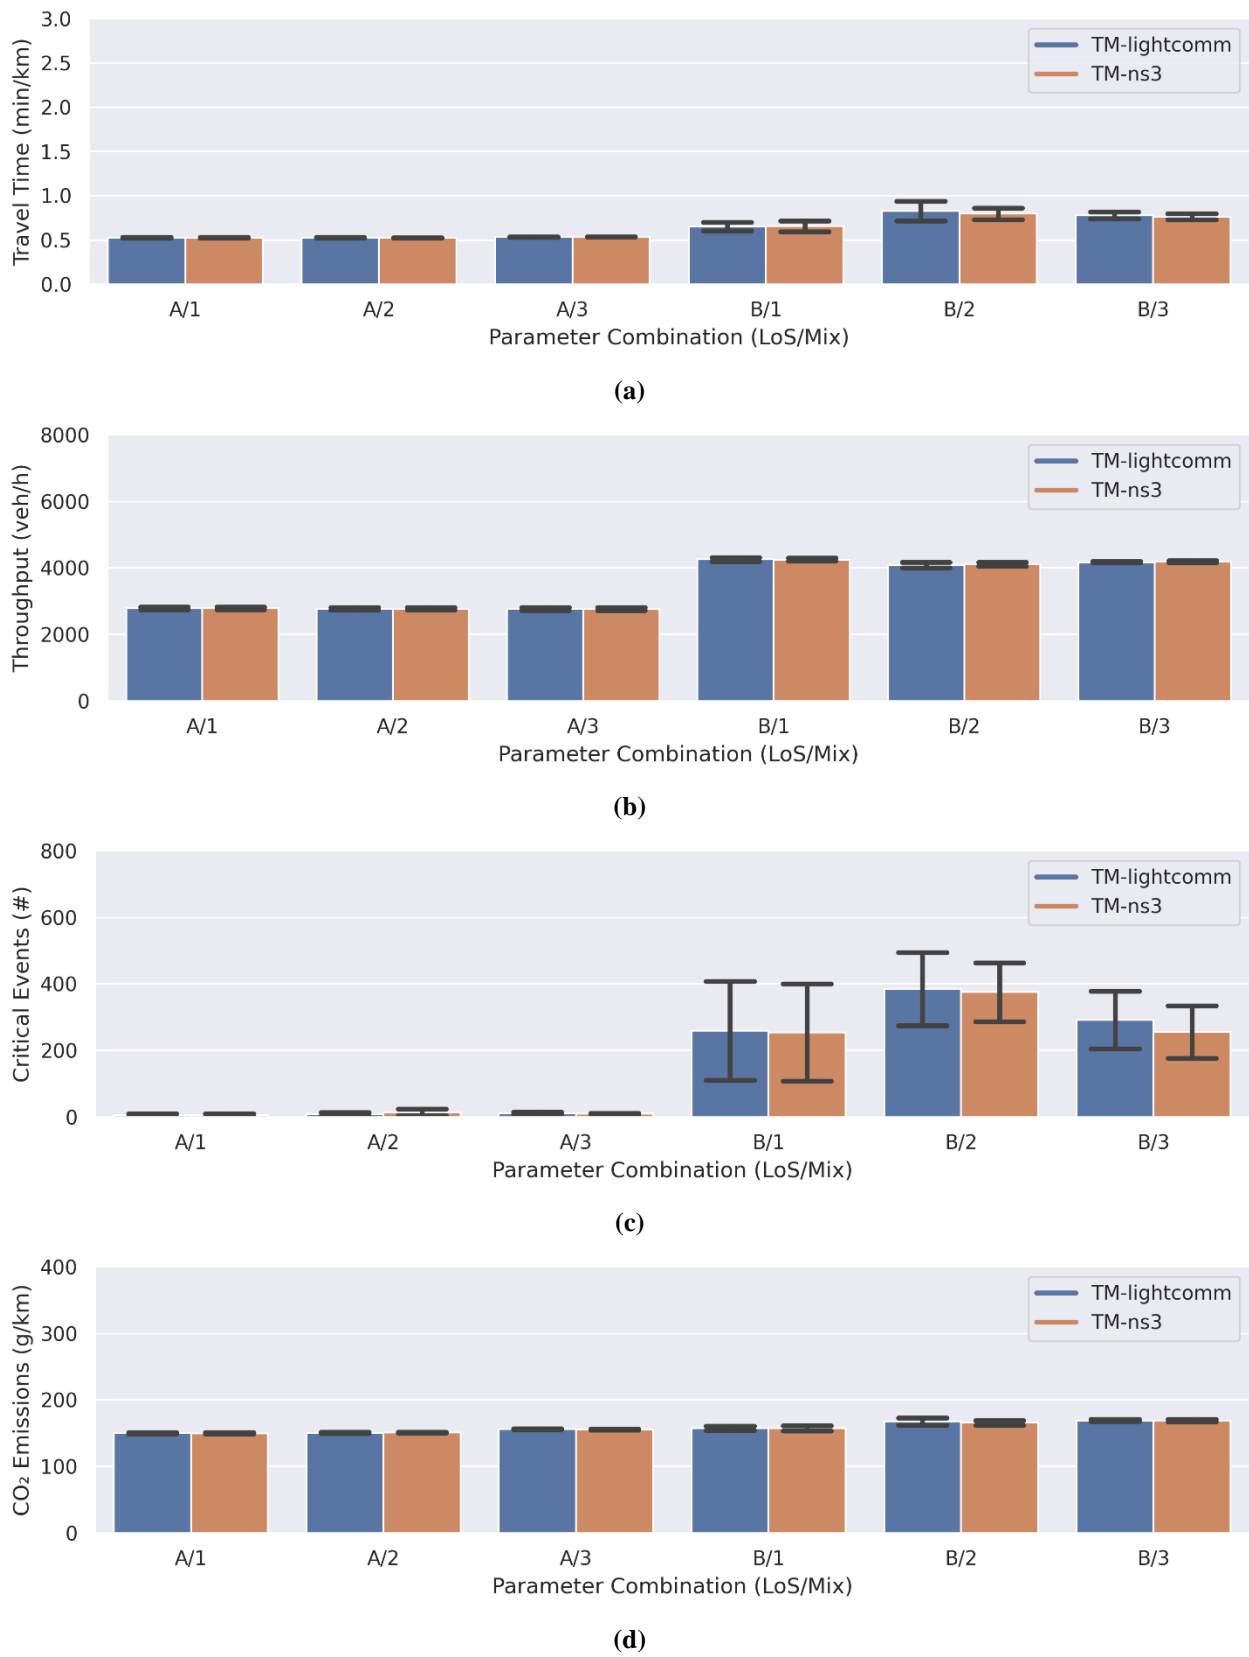 3.0
2.5
2.0
1.5
1.0
0.5
0.0
Travel Time (min/km)
TM-lightcomm
TM-ns3
A/1 A/2 A/3 B/1 B/2 B/3
Parameter Combination (LoS/Mix)
(a)
8000
6000
4000
2000
0
Throughput (veh/h)
TM-lightcomm
TM-ns3
A/1 A/2 A/3 B/1 B/2 B/3
Parameter Combination (LoS/Mix)
(b)
800
600
400
200
0
Critical Events (#)
TM-lightcomm
TM-ns3
A/1 A/2 A/3 B/1 B/2 B/3
Parameter Combination (LoS/Mix)
(c)
400
300
200
100
0
CO₂ Emissions (g/km)
TM-lightcomm
TM-ns3
A/1 A/2 A/3 B/1 B/2 B/3
Parameter Combination (LoS/Mix)
(d)